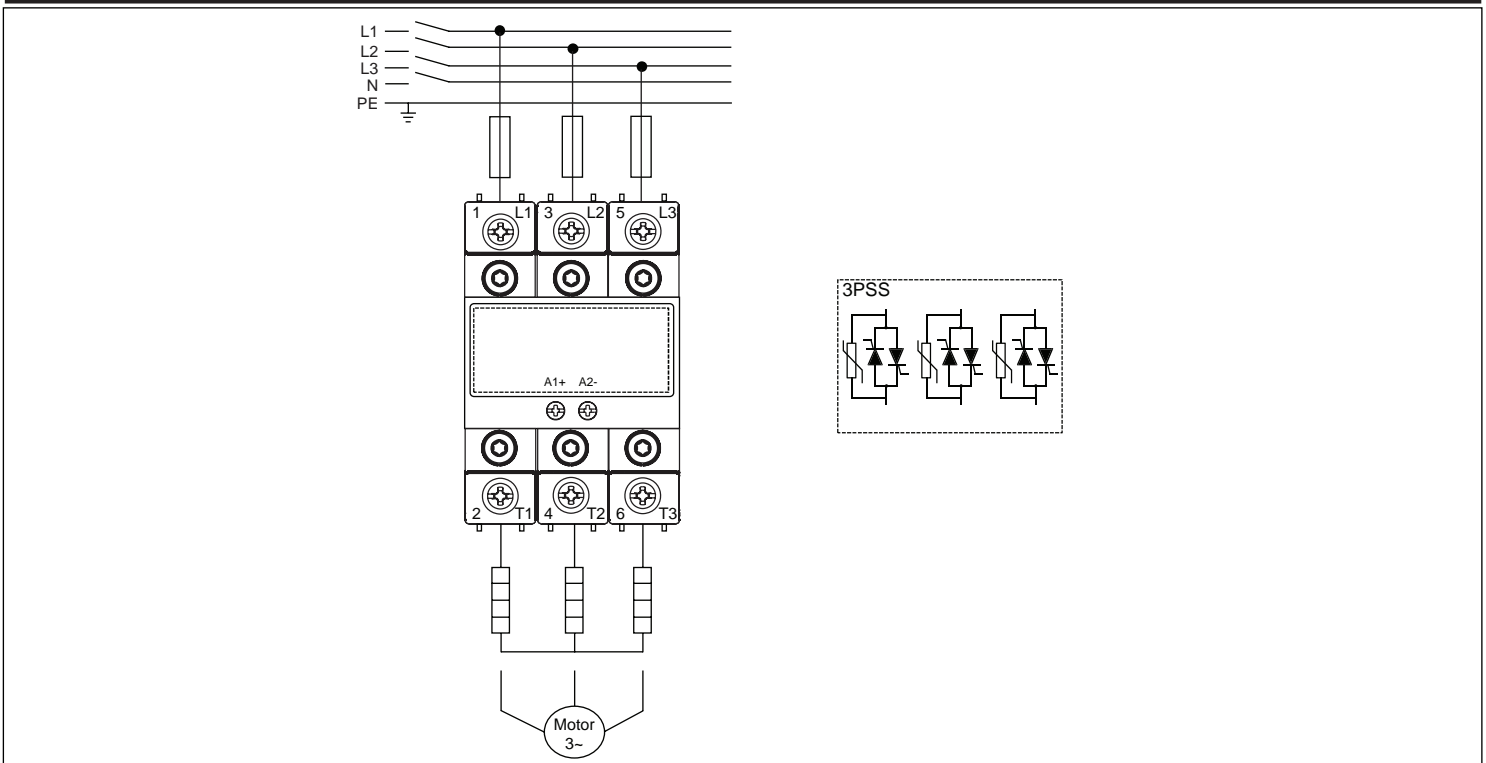 L1
L2
L3
N
PE
1 L1 3 L2 5 L3
3PSS
A1+ A2-
2 T1 4 T2 6 T3
Motor
3~